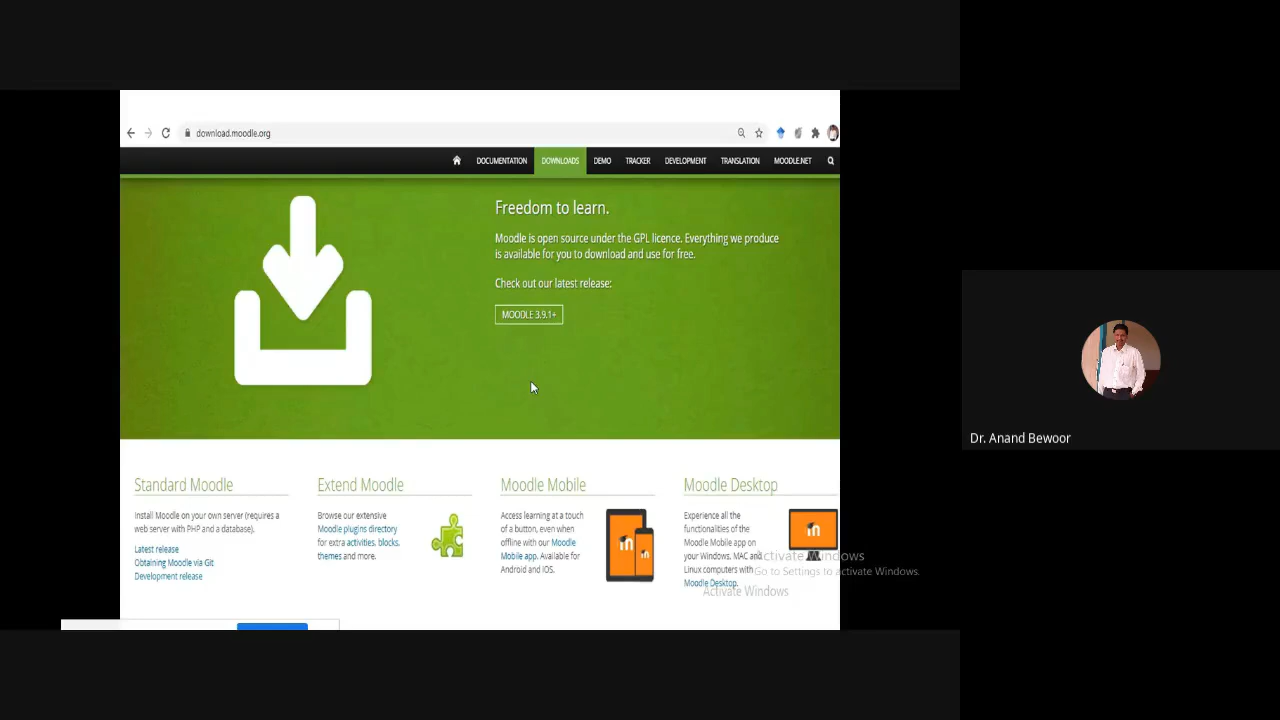 download.moodle.org
DOCUMENTATION DOWNLOADS DEMO TRACKER DEVELOPMENT TRANSLATION MOODLE.NET
Freedom to learn.
Moodle is open source under the GPL licence. Everything we produce
is available for you to download and use for free.
Check out our latest release:
MOODLE 3.9.1+
Dr. Anand Bewoor
Standard Moodle
Install Moodle on your own server (requires a
web server with PHP and a database).
Latest release
Obtaining Moodle via Git
Development release
Extend Moodle
Browse our extensive
Moodle plugins directory
for extra activities, blocks,
themes and more.
Moodle Mobile
Access learning at a touch
of a button, even when
offline with our Moodle
Mobile app. Available for
Android and iOS.
Moodle Desktop
Experience all the
functionalities of the
Moodle Mobile app on
your Windows, MAC and
Linux computers with
Moodle Desktop.
Activate Windows
Go to Settings to activate Windows.
Activate Windows